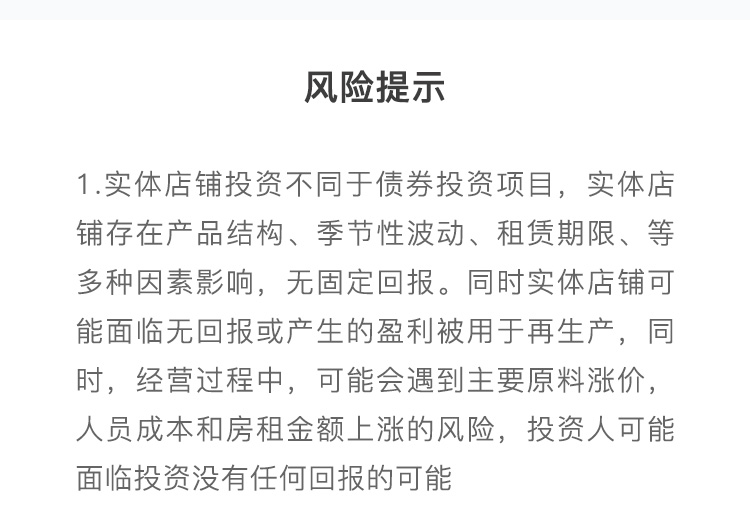 风险提示
1.实体店铺投资不同于债券投资项目，实体店
铺存在产品结构、季节性波动、租赁期限、等
多种因素影响，无固定回报。同时实体店铺可
能面临无回报或产生的盈利被用于再生产，同
时，经营过程中，可能会遇到主要原料涨价，
人员成本和房租金额上涨的风险，投资人可能
面临投资没有任何回报的可能